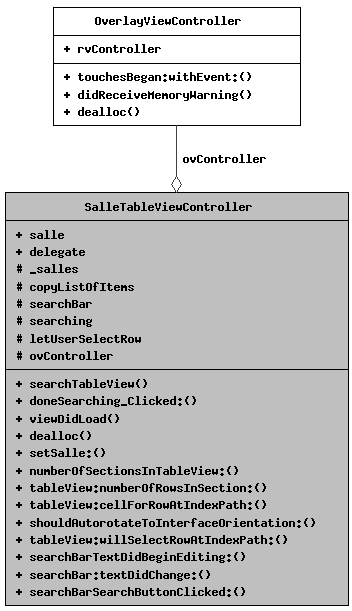 OverlayViewController
+ rvController
+ touchesBegan:withEvent:()
+ didReceiveMemoryWarning()
+ dealloc()
ovController
SalleTableViewController
+ salle
+ delegate
# _salles
# copyListOfItems
# searchBar
# searching
# letUserSelectRow
# ovController
+ searchTableView()
+ doneSearching_Clicked:()
+ viewDidLoad()
+ dealloc()
+ setSalle:()
+ numberOfSectionsInTableView:()
+ tableView:numberOfRowsInSection:()
+ tableView:cellForRowAtIndexPath:()
+ shouldAutorotateToInterfaceOrientation:()
+ tableView:willSelectRowAtIndexPath:()
+ searchBarTextDidBeginEditing:()
+ searchBar:textDidChange:()
+ searchBarSearchButtonClicked:()